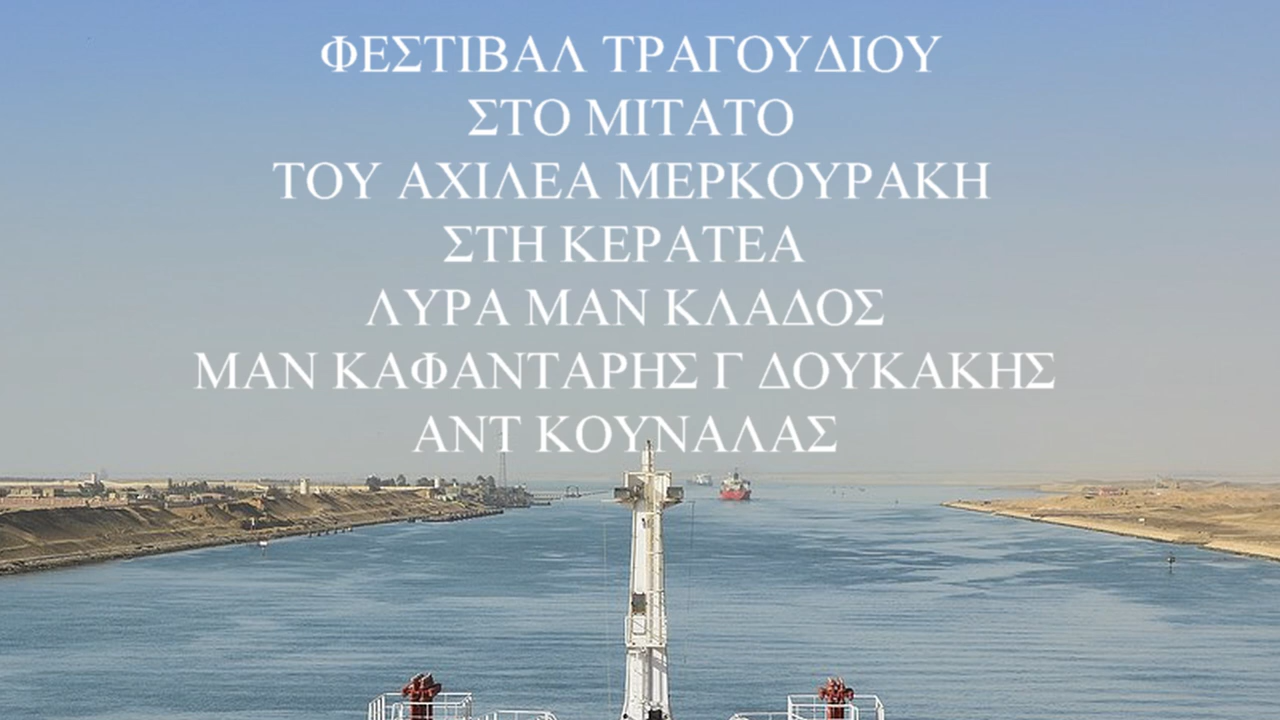 ΦΕΣΤΙΒΑΛ ΤΡΑΓΟΥΔΙΟΥ
ΣΤΟ ΜΙΤΑΤΟ
ΤΟΥ ΑΧΙΛΕΑ ΜΕΡΚΟΥΡΑΚΗ
ΣΤΗ ΚΕΡΑΤΕΑ
ΛΥΡΑ ΜΑΝ ΚΛΑΔΟΣ
ΜΑΝ ΚΑΦΑΝΤΑΡΗΣ Γ ΔΟΥΚΑΚΗΣ
ΑΝΤ ΚΟΥΝΑΛΑΣ